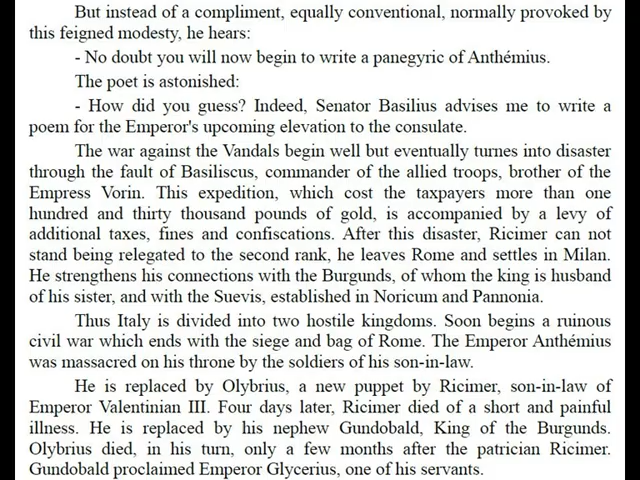 But instead of a compliment, equally conventional, normally provoked by
this feigned modesty, he hears:
- No doubt you will now begin to write a panegyric of Anthémius.
The poet is astonished:
- How did you guess? Indeed, Senator Basilius advises me to write a
poem for the Emperor's upcoming elevation to the consulate.
The war against the Vandals begin well but eventually turnes into disaster
through the fault of Basiliscus, commander of the allied troops, brother of the
Empress Vorin. This expedition, which cost the taxpayers more than one
hundred and thirty thousand pounds of gold, is accompanied by a levy of
additional taxes, fines and confiscations. After this disaster, Ricimer can not
stand being relegated to the second rank, he leaves Rome and settles in Milan.
He strengthens his connections with the Burgunds, of whom the king is husband
of his sister, and with the Suevis, established in Noricum and Pannonia.
Thus Italy is divided into two hostile kingdoms. Soon begins a ruinous
civil war which ends with the siege and bag of Rome. The Emperor Anthémius
was massacred on his throne by the soldiers of his son-in-law.
He is replaced by Olybrius, a new puppet by Ricimer, son-in-law of
Emperor Valentinian III. Four days later, Ricimer died of a short and painful
illness. He is replaced by his nephew Gundobald, King of the Burgunds.
Olybrius died, in his turn, only a few months after the patrician Ricimer.
Gundobald proclaimed Emperor Glycerius, one of his servants.